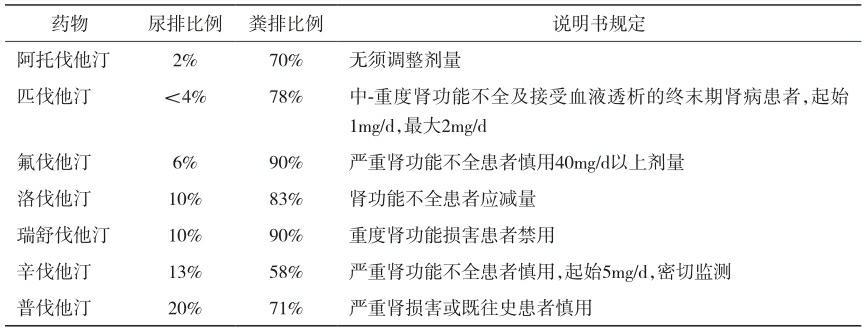 药物 尿排比例 粪排比例 说明书规定
阿托伐他汀 2% 70% 无须调整剂量
匹伐他汀 <4% 78% 中-重度肾功能不全及接受血液透析的终末期肾病患者,起始
1mg/d,最大2mg/d
氟伐他汀 6% 90% 严重肾功能不全患者慎用40mg/d以上剂量
洛伐他汀 10% 83% 肾功能不全患者应减量
瑞舒伐他汀 10% 90% 重度肾功能损害患者禁用
辛伐他汀 13% 58% 严重肾功能不全患者慎用,起始5mg/d,密切监测
普伐他汀 20% 71% 严重肾损害或既往史患者慎用